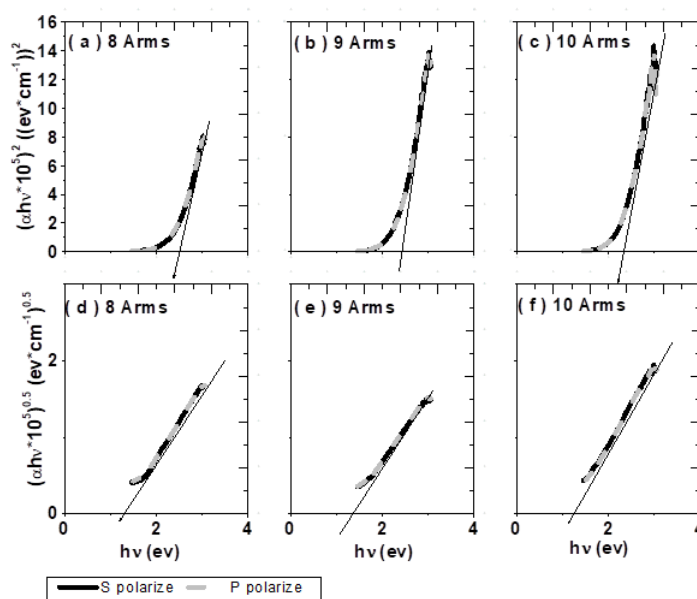 ( a ) 8 Arms
( b ) 9 Arms
( c ) 10 Arms
(αhν*10⁵)² ((ev*cm⁻¹))²
16
14
12
10
8
6
4
2
0
( d ) 8 Arms
( e ) 9 Arms
( f ) 10 Arms
(αhν*10⁵)⁰·⁵ (ev*cm⁻¹)⁰·⁵
2
0
0 2 4 0 2 4 0 2 4
hν (ev) hν (ev) hν (ev)
S polarize P polarize